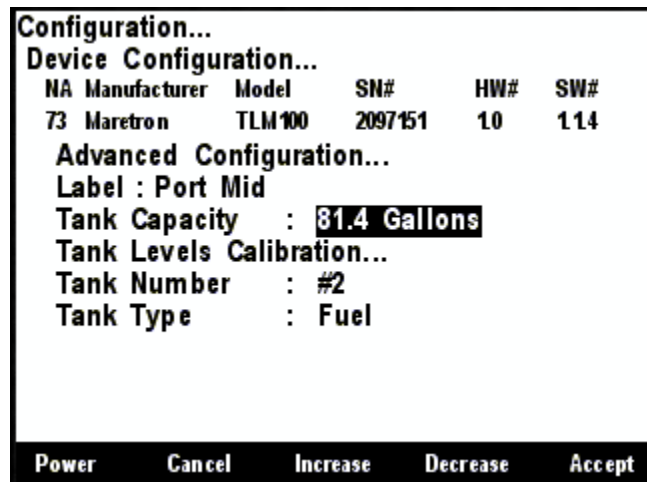 Configuration...
Device Configuration...
NA Manufacturer Model SN# HW# SW#
73 Maretron TLM100 2097151 1.0 1.1.4
Advanced Configuration...
Label : Port Mid
Tank Capacity : 81.4 Gallons
Tank Levels Calibration...
Tank Number : #2
Tank Type : Fuel
Power Cancel Increase Decrease Accept